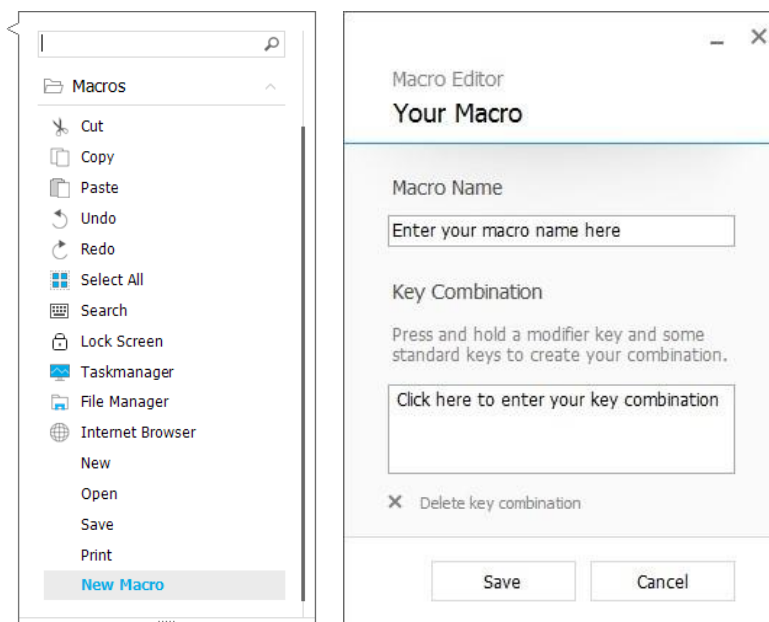 Macros
Cut
Copy
Paste
Undo
Redo
Select All
Search
Lock Screen
Taskmanager
File Manager
Internet Browser
New
Open
Save
Print
New Macro
Macro Editor
Your Macro
Macro Name
Enter your macro name here
Key Combination
Press and hold a modifier key and some
standard keys to create your combination.
Click here to enter your key combination
Delete key combination
Save
Cancel